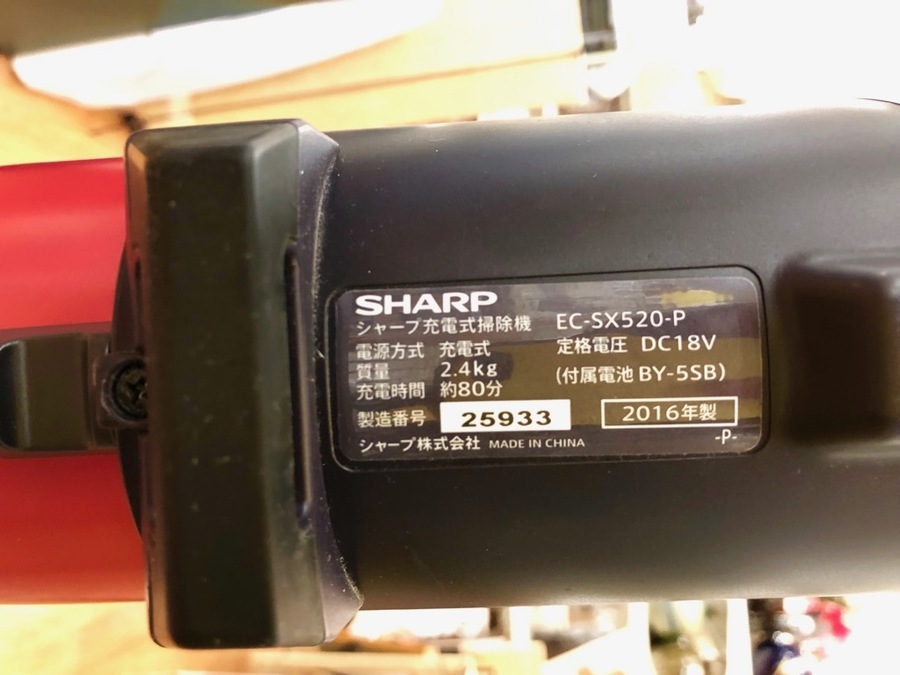 SHARP
シャープ充電式掃除機 EC-SX520-P
電源方式 充電式 定格電圧 DC18V
質量 2.4kg
充電時間 約80分 (付属電池 BY-5SB)
製造番号 25933 2016年製
シャープ株式会社 MADE IN CHINA -P-